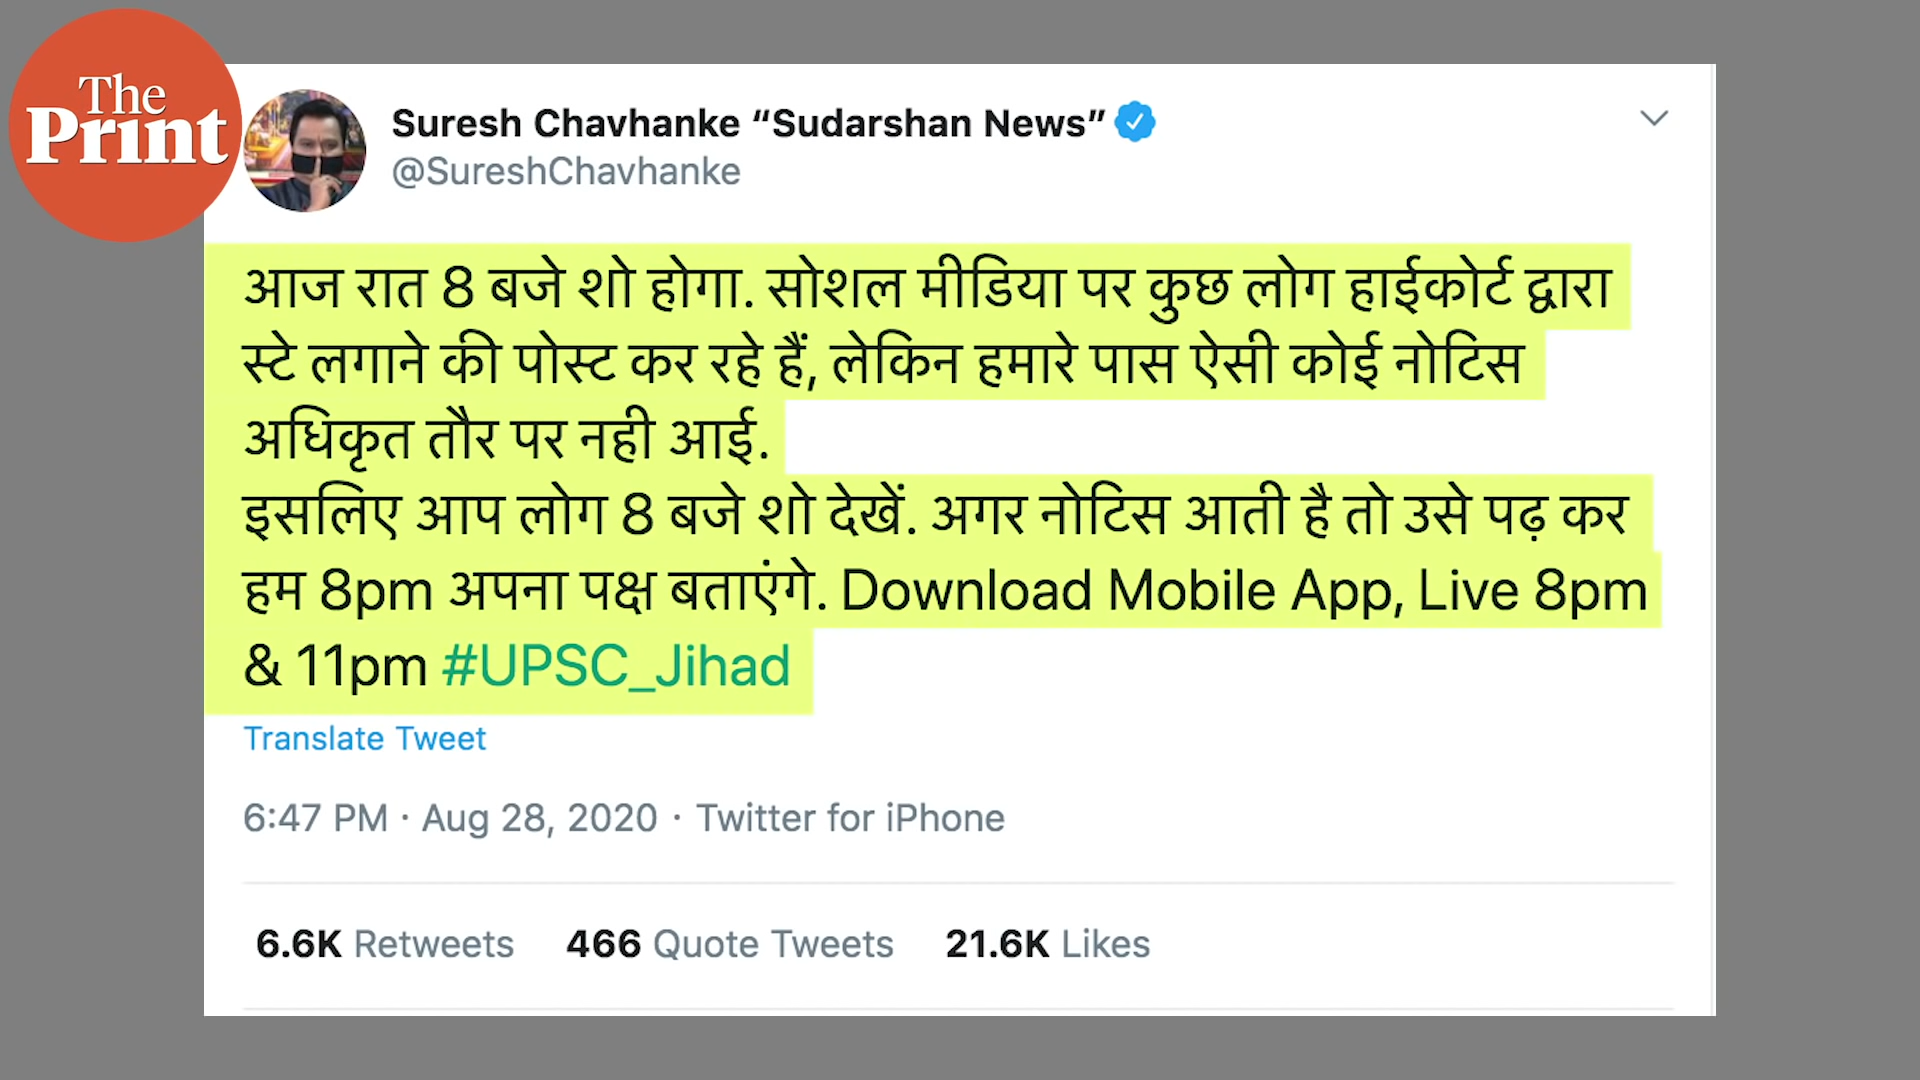 The
Print
Suresh Chavhanke “Sudarshan News”
@SureshChavhanke
आज रात 8 बजे शो होगा. सोशल मीडिया पर कुछ लोग हाईकोर्ट द्वारा
स्टे लगाने की पोस्ट कर रहे हैं, लेकिन हमारे पास ऐसी कोई नोटिस
अधिकृत तौर पर नही आई.
इसलिए आप लोग 8 बजे शो देखें. अगर नोटिस आती है तो उसे पढ़ कर
हम 8pm अपना पक्ष बताएंगे. Download Mobile App, Live 8pm
& 11pm #UPSC_Jihad
Translate Tweet
6:47 PM · Aug 28, 2020 · Twitter for iPhone
6.6K Retweets 466 Quote Tweets 21.6K Likes